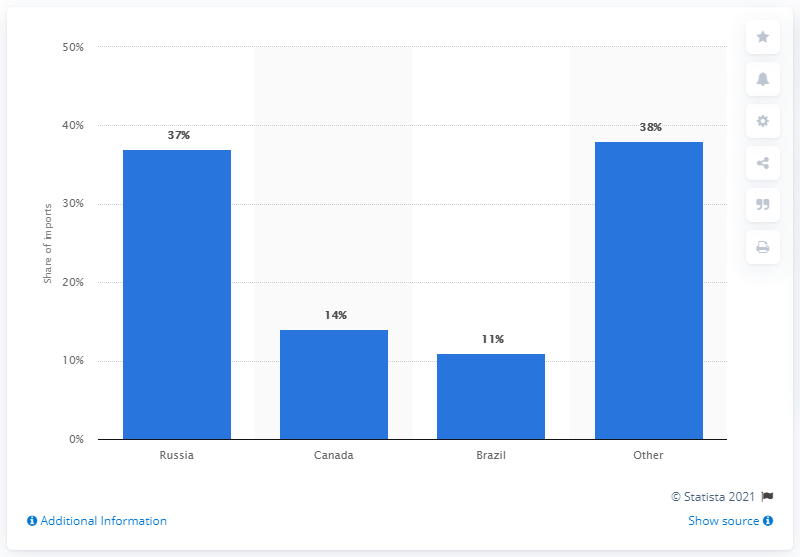 50%
40%
30%
20%
10%
0%
Share of imports
37%
14%
11%
38%
Russia
Canada
Brazil
Other
© Statista 2021
Additional Information
Show source